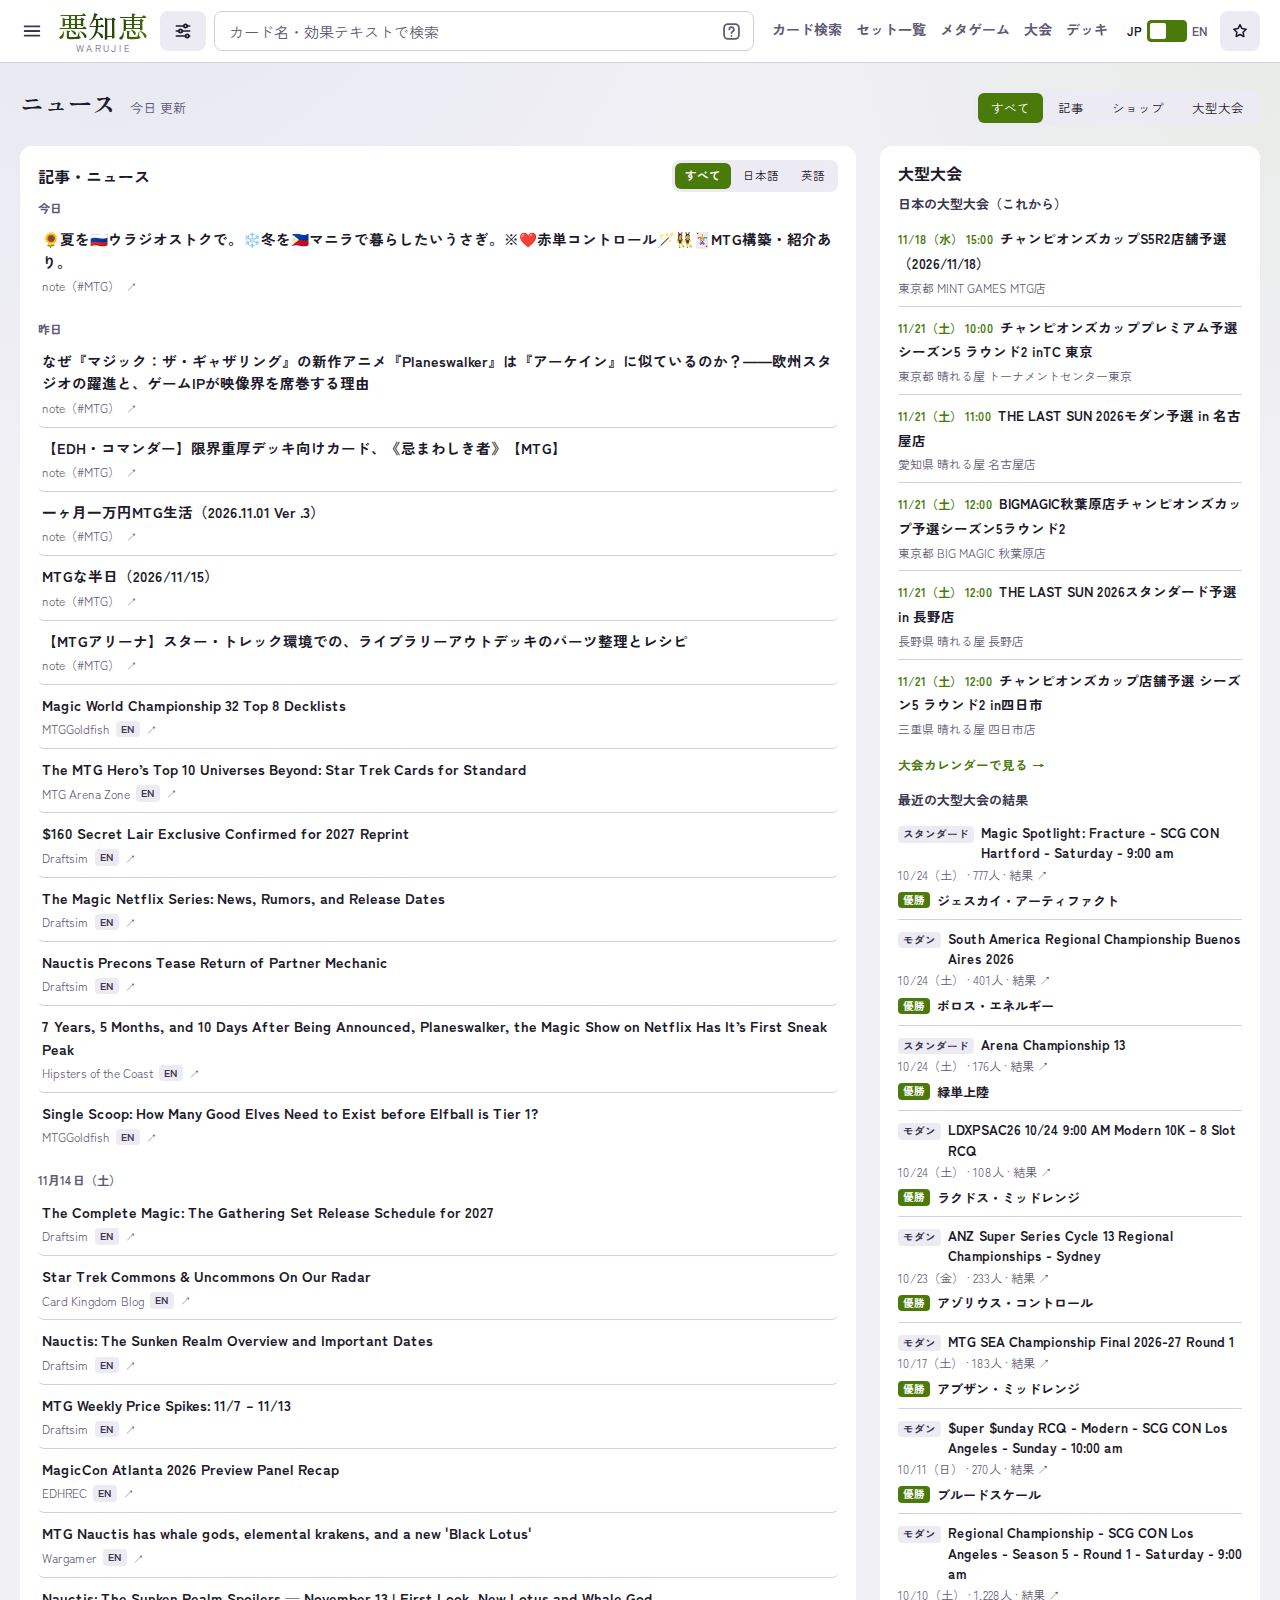 悪知恵
WARUJIE
カード名・効果テキストで検索
カード検索 セット一覧 メタゲーム 大会 デッキ
JP EN
ニュース 今日 更新
すべて 記事 ショップ 大型大会
記事・ニュース
すべて 日本語 英語
今日
🌻夏を🇷🇺ウラジオストクで。❄️冬を🇵🇭マニラで暮らしたいうさぎ。※❤️赤単コントロール🪄👯🃏MTG構築・紹介あ
り。
note（#MTG） ↗
昨日
なぜ『マジック：ザ・ギャザリング』の新作アニメ『Planeswalker』は『アーケイン』に似ているのか？——欧州スタ
ジオの躍進と、ゲームIPが映像界を席巻する理由
note（#MTG） ↗
【EDH・コマンダー】限界重厚デッキ向けカード、《忌まわしき者》【MTG】
note（#MTG） ↗
一ヶ月一万円MTG生活（2026.11.01 Ver .3）
note（#MTG） ↗
MTGな半日（2026/11/15）
note（#MTG） ↗
【MTGアリーナ】スター・トレック環境での、ライブラリーアウトデッキのパーツ整理とレシピ
note（#MTG） ↗
Magic World Championship 32 Top 8 Decklists
MTGGoldfish EN ↗
The MTG Hero’s Top 10 Universes Beyond: Star Trek Cards for Standard
MTG Arena Zone EN ↗
$160 Secret Lair Exclusive Confirmed for 2027 Reprint
Draftsim EN ↗
The Magic Netflix Series: News, Rumors, and Release Dates
Draftsim EN ↗
Nauctis Precons Tease Return of Partner Mechanic
Draftsim EN ↗
7 Years, 5 Months, and 10 Days After Being Announced, Planeswalker, the Magic Show on Netflix Has It’s First Sneak
Peak
Hipsters of the Coast EN ↗
Single Scoop: How Many Good Elves Need to Exist before Elfball is Tier 1?
MTGGoldfish EN ↗
11月14日（土）
The Complete Magic: The Gathering Set Release Schedule for 2027
Draftsim EN ↗
Star Trek Commons & Uncommons On Our Radar
Card Kingdom Blog EN ↗
Nauctis: The Sunken Realm Overview and Important Dates
Draftsim EN ↗
MTG Weekly Price Spikes: 11/7 – 11/13
Draftsim EN ↗
MagicCon Atlanta 2026 Preview Panel Recap
EDHREC EN ↗
MTG Nauctis has whale gods, elemental krakens, and a new 'Black Lotus'
Wargamer EN ↗
Nauctis: The Sunken Realm Spoilers — November 13 | First Look, New Lotus and Whale God
大型大会
日本の大型大会（これから）
11/18（水） 15:00 チャンピオンズカップS5R2店舗予選
（2026/11/18）
東京都 MINT GAMES MTG店
11/21（土） 10:00 チャンピオンズカッププレミアム予選
シーズン5 ラウンド2 inTC 東京
東京都 晴れる屋 トーナメントセンター東京
11/21（土） 11:00 THE LAST SUN 2026モダン予選 in 名古
屋店
愛知県 晴れる屋 名古屋店
11/21（土） 12:00 BIGMAGIC秋葉原店チャンピオンズカッ
プ予選シーズン5ラウンド2
東京都 BIG MAGIC 秋葉原店
11/21（土） 12:00 THE LAST SUN 2026スタンダード予選
in 長野店
長野県 晴れる屋 長野店
11/21（土） 12:00 チャンピオンズカップ店舗予選 シーズ
ン5 ラウンド2 in四日市
三重県 晴れる屋 四日市店
大会カレンダーで見る →
最近の大型大会の結果
スタンダード Magic Spotlight: Fracture - SCG CON
Hartford - Saturday - 9:00 am
10/24（土） · 777人 · 結果 ↗
優勝 ジェスカイ・アーティファクト
モダン South America Regional Championship Buenos
Aires 2026
10/24（土） · 401人 · 結果 ↗
優勝 ボロス・エネルギー
スタンダード Arena Championship 13
10/24（土） · 176人 · 結果 ↗
優勝 緑単上陸
モダン LDXPSAC26 10/24 9:00 AM Modern 10K – 8 Slot
RCQ
10/24（土） · 108人 · 結果 ↗
優勝 ラクドス・ミッドレンジ
モダン ANZ Super Series Cycle 13 Regional
Championships - Sydney
10/23（金） · 233人 · 結果 ↗
優勝 アゾリウス・コントロール
モダン MTG SEA Championship Final 2026-27 Round 1
10/17（土） · 183人 · 結果 ↗
優勝 アブザン・ミッドレンジ
モダン $uper $unday RCQ - Modern - SCG CON Los
Angeles - Sunday - 10:00 am
10/11（日） · 270人 · 結果 ↗
優勝 ブルードスケール
モダン Regional Championship - SCG CON Los
Angeles - Season 5 - Round 1 - Saturday - 9:00
am
10/10（土） · 1,228人 · 結果 ↗